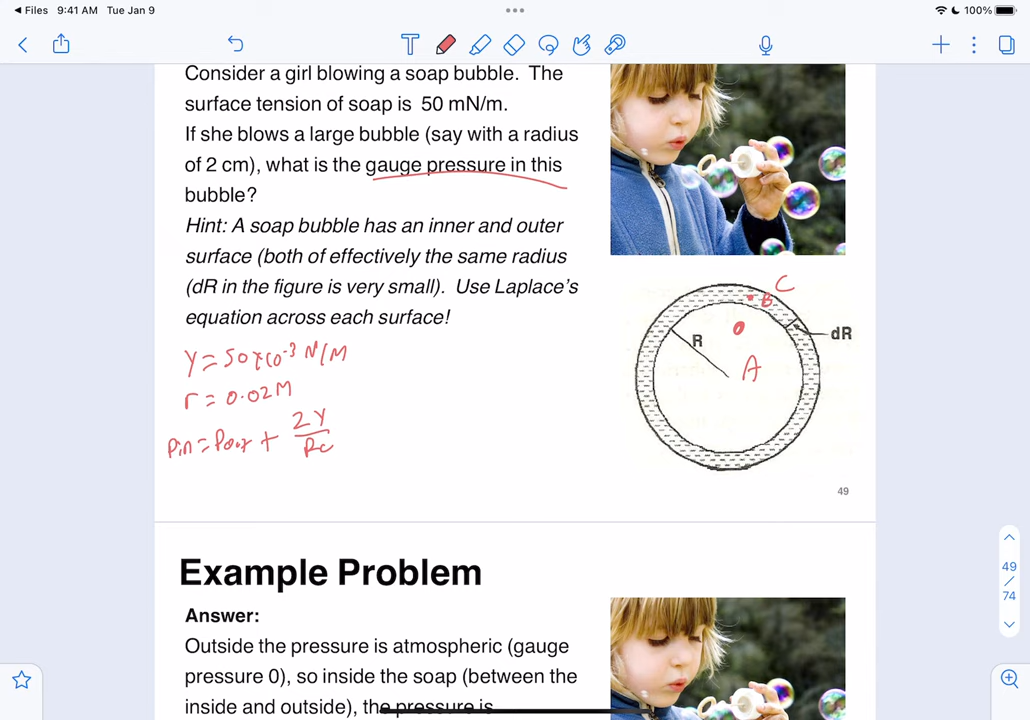 Files 9:41 AM Tue Jan 9 100%
T
Consider a girl blowing a soap bubble. The
surface tension of soap is 50 mN/m.
If she blows a large bubble (say with a radius
of 2 cm), what is the gauge pressure in this
bubble?
Hint: A soap bubble has an inner and outer
surface (both of effectively the same radius
(dR in the figure is very small). Use Laplace's
equation across each surface!
γ = 50×10⁻³ N/M
r = 0.02 M
Pin = Pout + 2γ/Rc
C
B
R
dR
A
49
Example Problem
Answer:
Outside the pressure is atmospheric (gauge
pressure 0), so inside the soap (between the
inside and outside), the pressure is
49
/
74